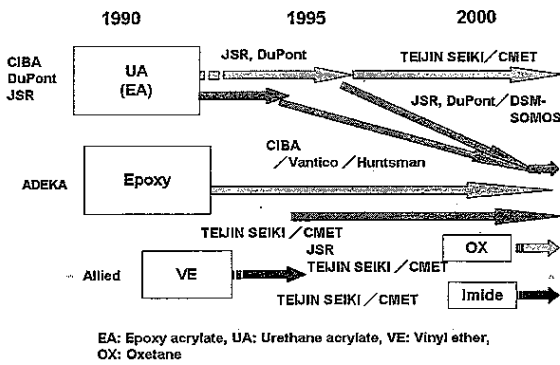 1990 1995 2000
CIBA
DuPont
JSR
UA
(EA)
JSR, DuPont
TEIJIN SEIKI/CMET
JSR, DuPont/DSM-
SOMOS
CIBA
/Vantico/Huntsman
ADEKA
Epoxy
TEIJIN SEIKI/CMET
JSR
TEIJIN SEIKI/CMET
OX
Allied
VE
TEIJIN SEIKI/CMET
Imide
EA: Epoxy acrylate, UA: Urethane acrylate, VE: Vinyl ether,
OX: Oxetane